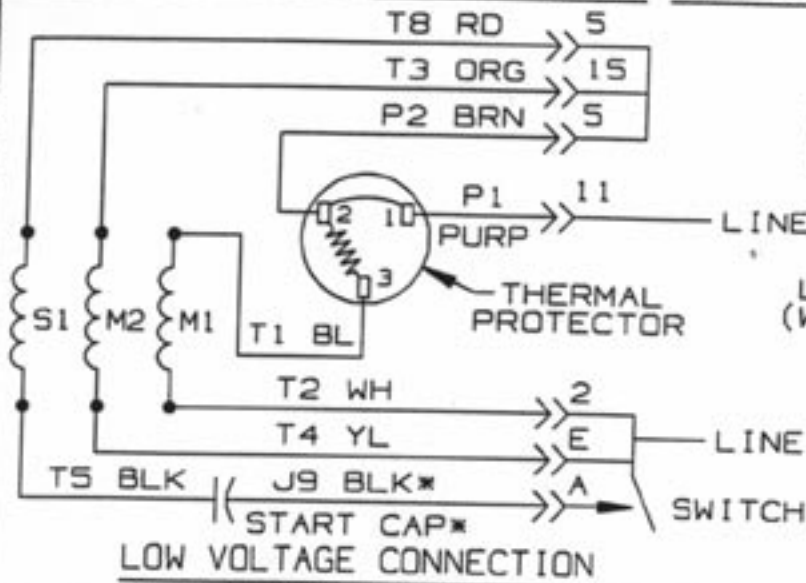 T8 RD 5
T3 ORG 15
P2 BRN 5
P1 11
PURP
LINE
2 1
3
THERMAL
PROTECTOR
S1 M2 M1
T1 BL
T2 WH 2
T4 YL E
LINE
T5 BLK J9 BLK* A
START CAP*
SWITCH
LOW VOLTAGE CONNECTION